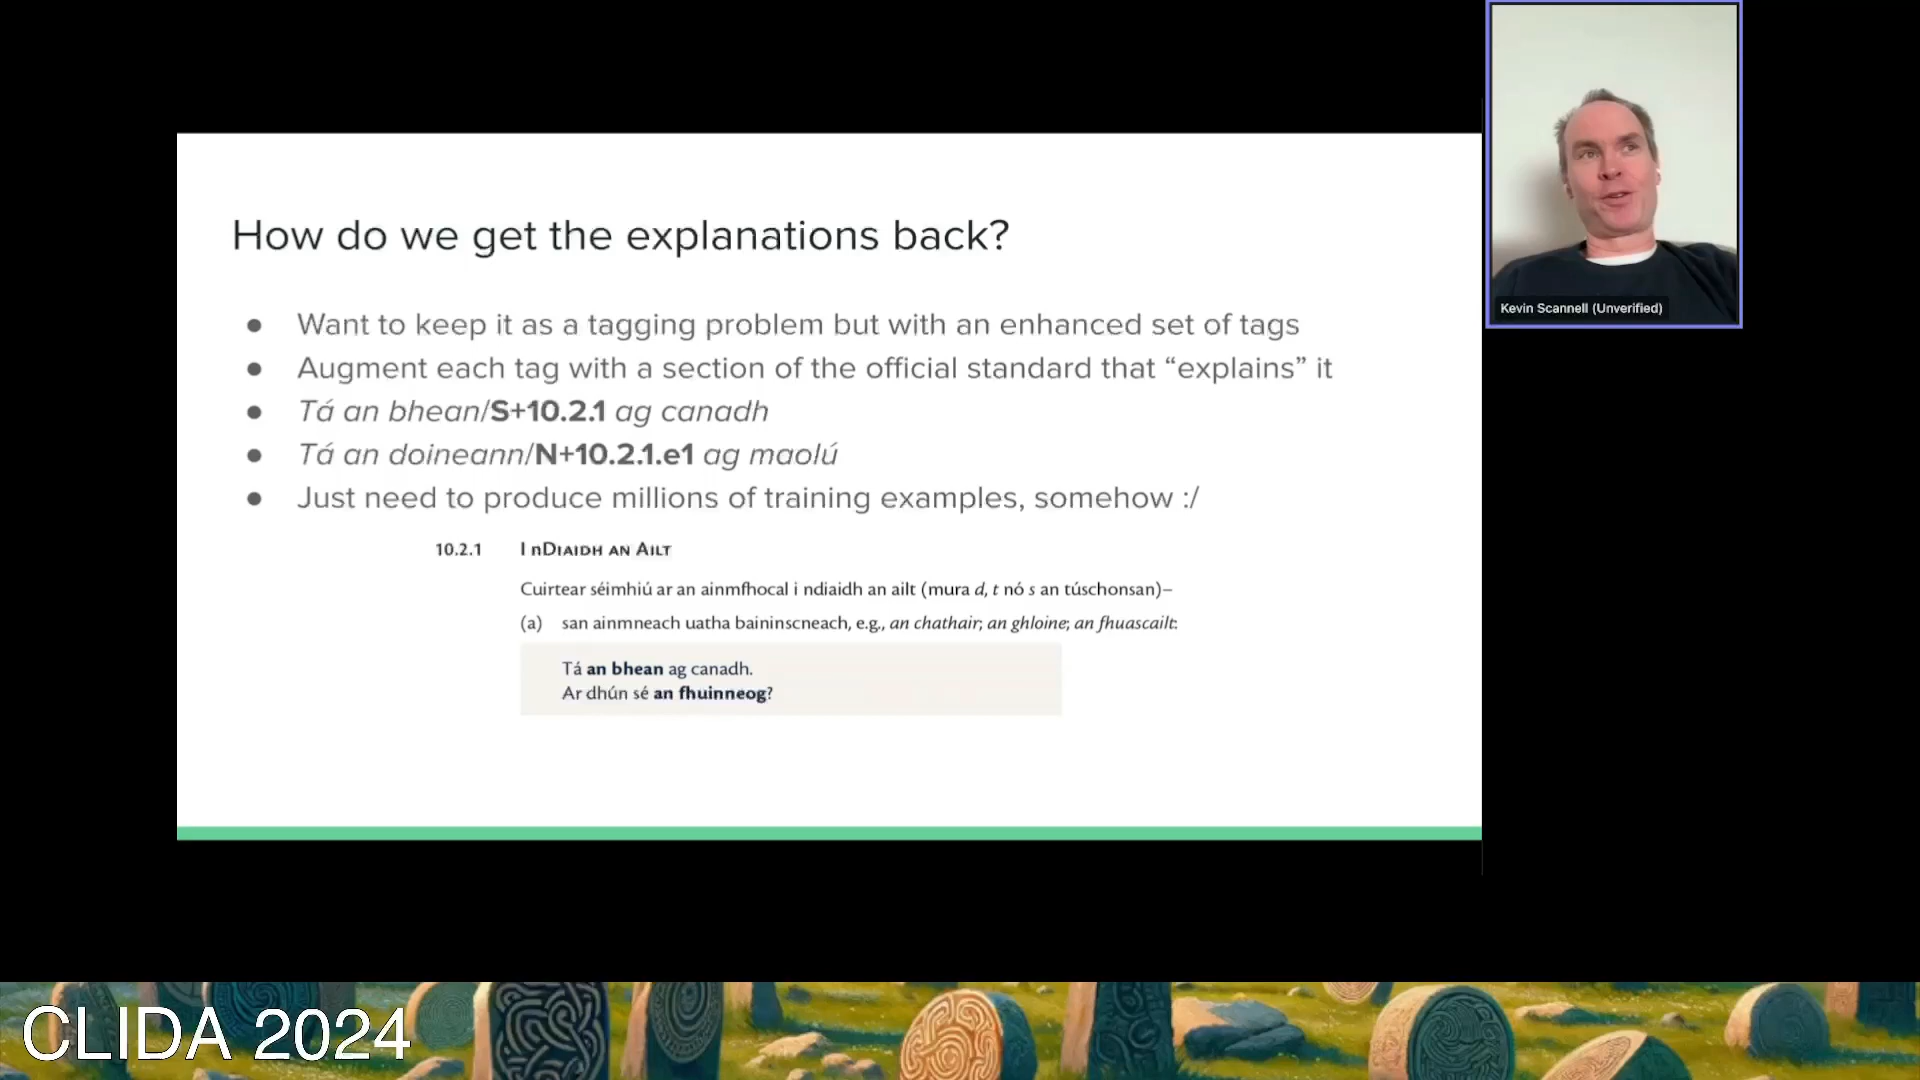 How do we get the explanations back?
● Want to keep it as a tagging problem but with an enhanced set of tags
● Augment each tag with a section of the official standard that “explains” it
● Tá an bhean/S+10.2.1 ag canadh
● Tá an doineann/N+10.2.1.e1 ag maolú
● Just need to produce millions of training examples, somehow :/
10.2.1 I nDiaidh an Ailt
Cuirtear séimhiú ar an ainmfhocal i ndiaidh an ailt (mura d, t nó s an túschonsan)–
(a) san ainmneach uatha baininscneach, e.g., an chathair; an ghloine; an fhuascailt:
Tá an bhean ag canadh.
Ar dhún sé an fhuinneog?
Kevin Scannell (Unverified)
CLIDA 2024